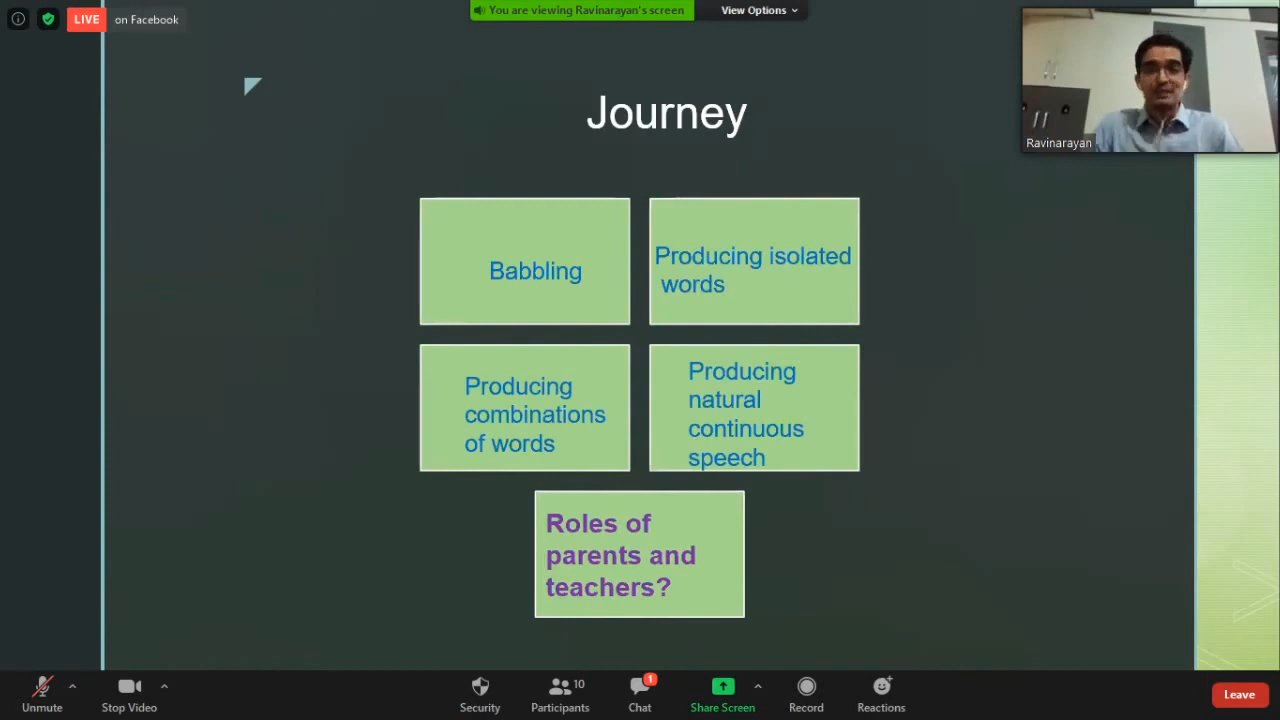 LIVE on Facebook
You are viewing Ravinarayan's screen
View Options
Ravinarayan
Journey
Babbling
Producing isolated
words
Producing
combinations
of words
Producing
natural
continuous
speech
Roles of
parents and
teachers?
10
1
Unmute
Stop Video
Security
Participants
Chat
Share Screen
Record
Reactions
Leave